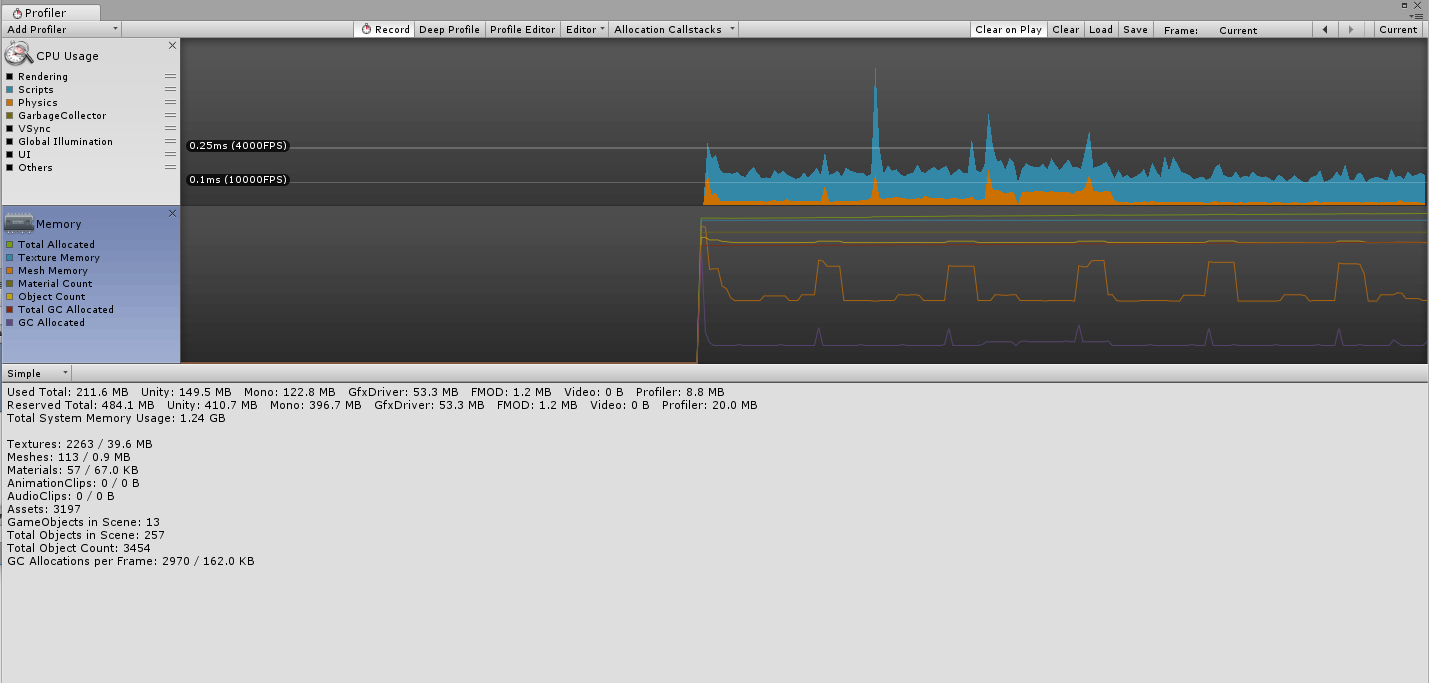 Profiler
Add Profiler Record Deep Profile Profile Editor Editor Allocation Callstacks Clear on Play Clear Load Save Frame: Current Current
CPU Usage
Rendering
Scripts
Physics
GarbageCollector
VSync
Global Illumination
UI
Others
0.25ms (4000FPS)
0.1ms (10000FPS)
Memory
Total Allocated
Texture Memory
Mesh Memory
Material Count
Object Count
Total GC Allocated
GC Allocated
Simple
Used Total: 211.6 MB Unity: 149.5 MB Mono: 122.8 MB GfxDriver: 53.3 MB FMOD: 1.2 MB Video: 0 B Profiler: 8.8 MB
Reserved Total: 484.1 MB Unity: 410.7 MB Mono: 396.7 MB GfxDriver: 53.3 MB FMOD: 1.2 MB Video: 0 B Profiler: 20.0 MB
Total System Memory Usage: 1.24 GB
Textures: 2263 / 39.6 MB
Meshes: 113 / 0.9 MB
Materials: 57 / 67.0 KB
AnimationClips: 0 / 0 B
AudioClips: 0 / 0 B
Assets: 3197
GameObjects in Scene: 13
Total Objects in Scene: 257
Total Object Count: 3454
GC Allocations per Frame: 2970 / 162.0 KB